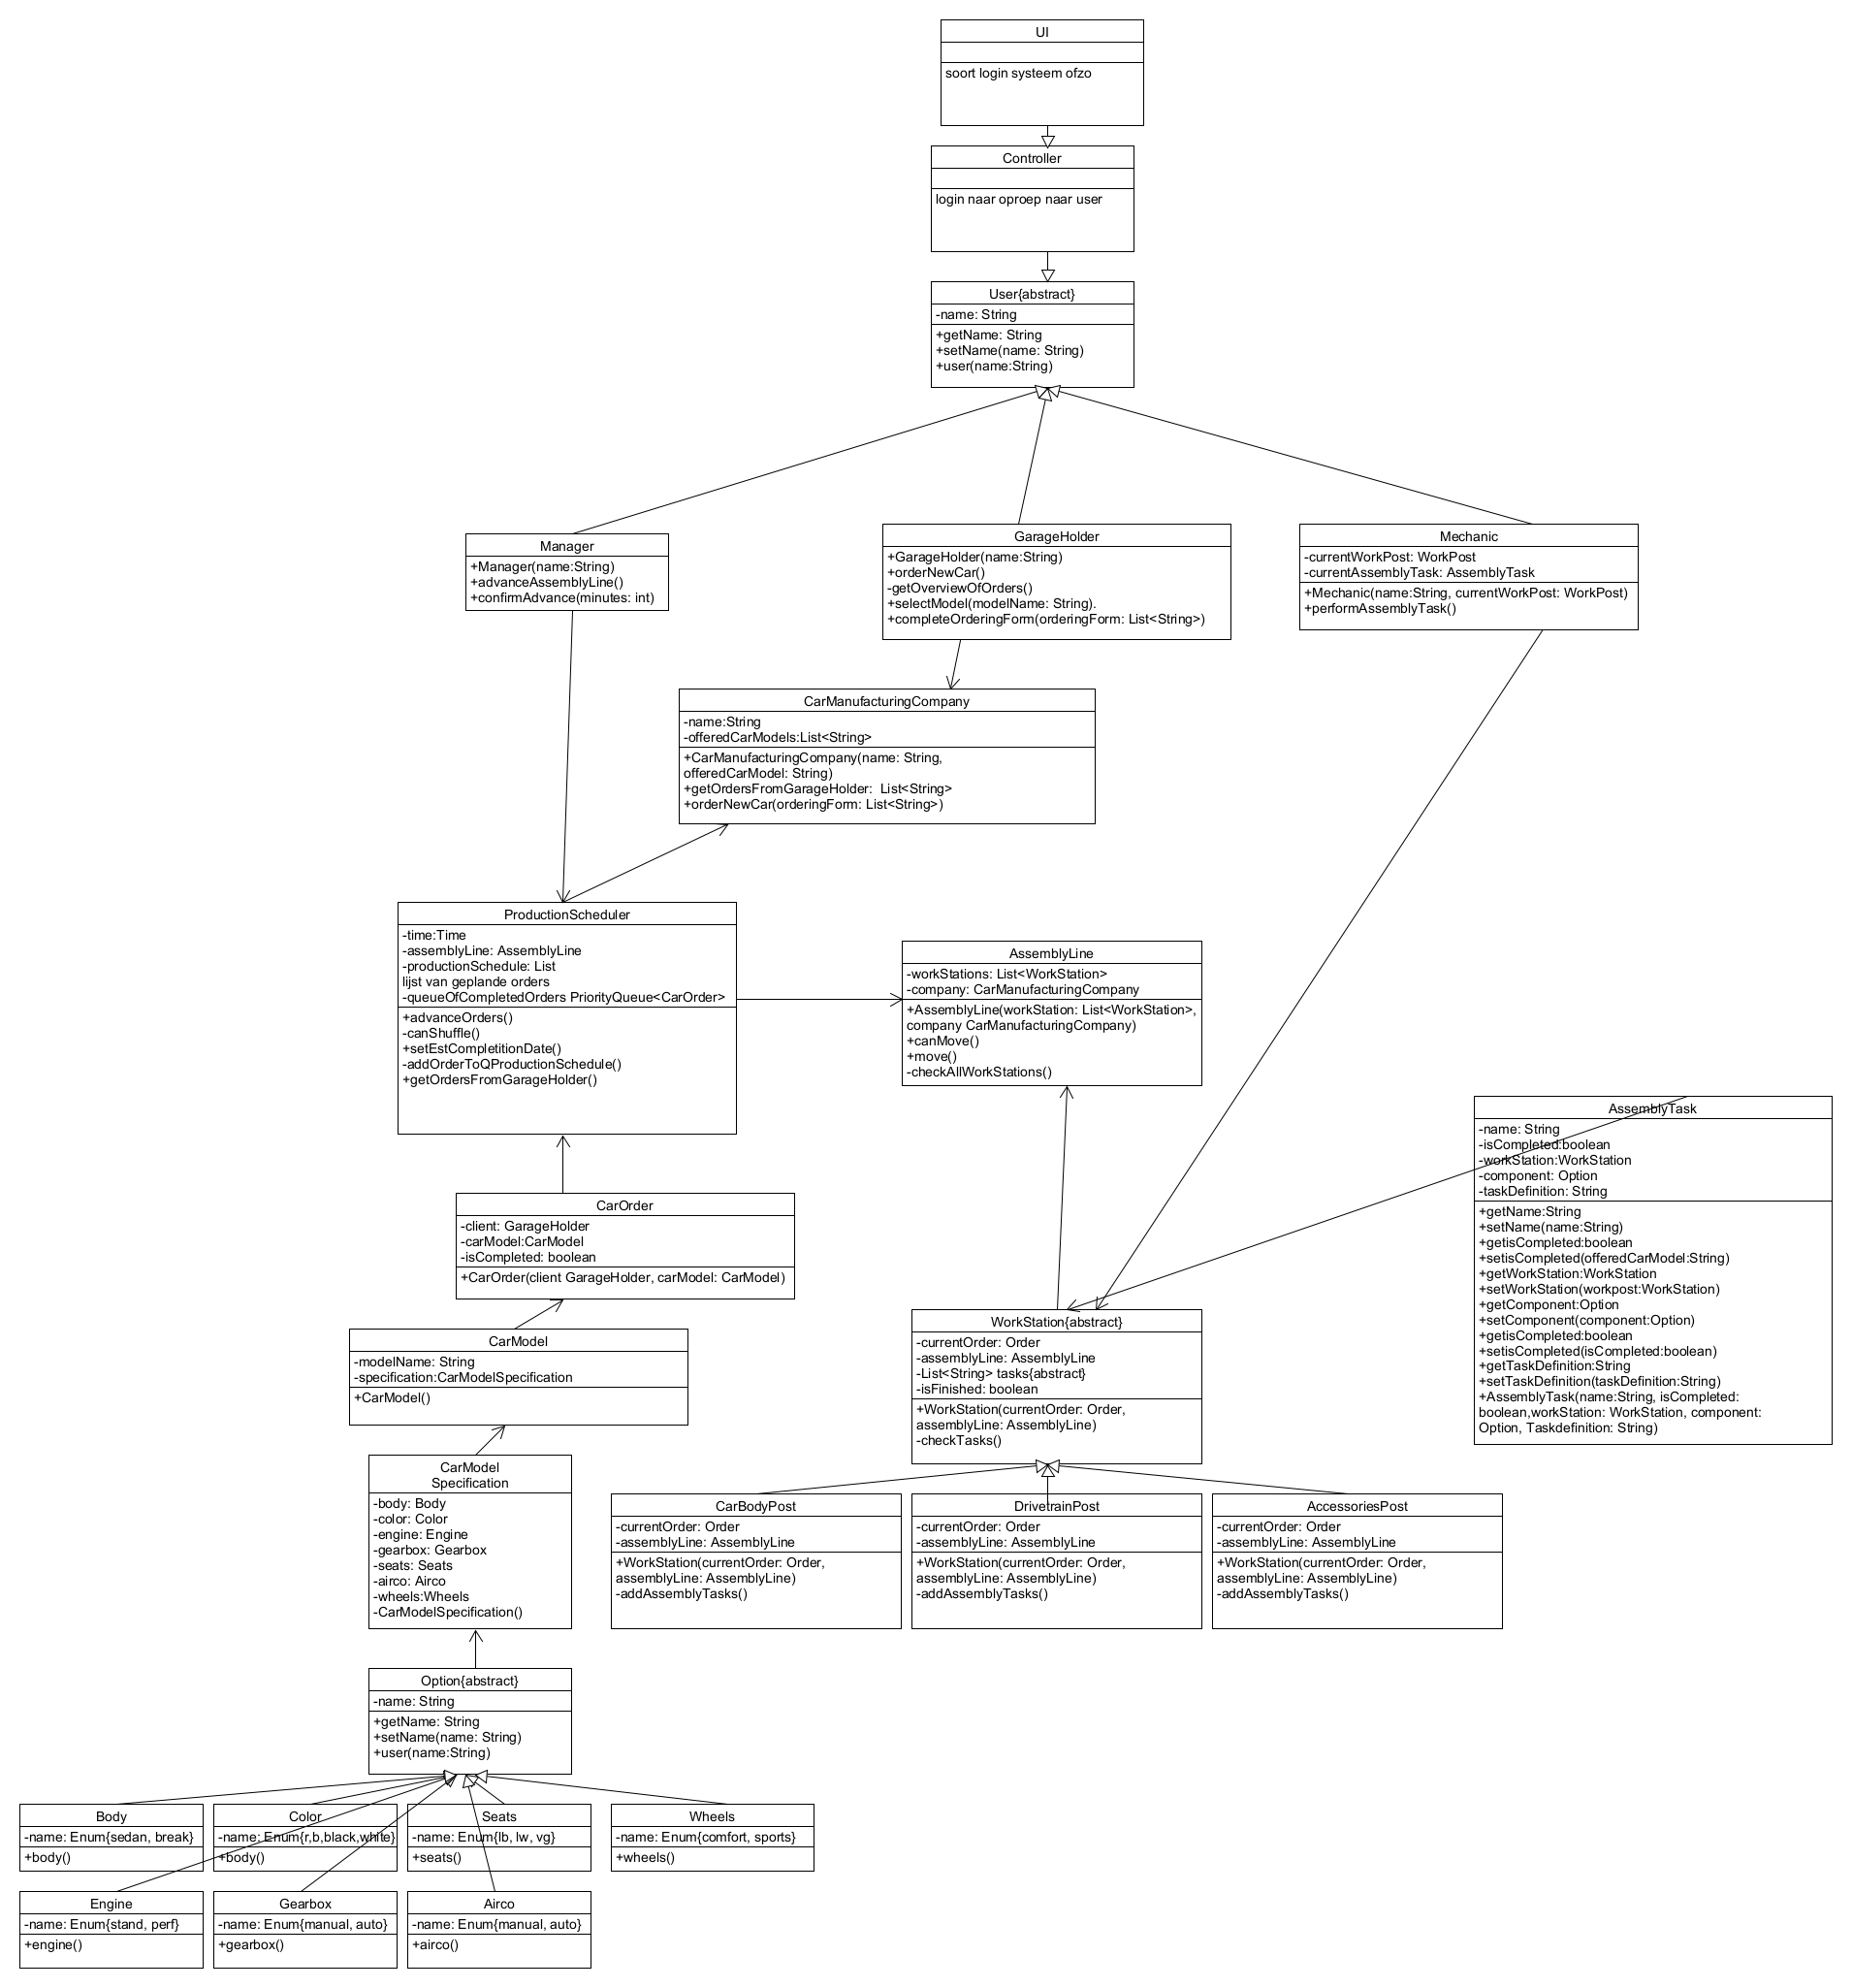 UI
soort login systeem ofzo
Controller
login naar oproep naar user
User{abstract}
-name: String
+getName: String
+setName(name: String)
+user(name:String)
Manager
+Manager(name:String)
+advanceAssemblyLine()
+confirmAdvance(minutes: int)
GarageHolder
+GarageHolder(name:String)
+orderNewCar()
-getOverviewOfOrders()
+selectModel(modelName: String).
+completeOrderingForm(orderingForm: List<String>)
Mechanic
-currentWorkPost: WorkPost
-currentAssemblyTask: AssemblyTask
+Mechanic(name:String, currentWorkPost: WorkPost)
+performAssemblyTask()
CarManufacturingCompany
-name:String
-offeredCarModels:List<String>
+CarManufacturingCompany(name: String,
offeredCarModel: String)
+getOrdersFromGarageHolder:  List<String>
+orderNewCar(orderingForm: List<String>)
ProductionScheduler
-time:Time
-assemblyLine: AssemblyLine
-productionSchedule: List
lijst van geplande orders
-queueOfCompletedOrders PriorityQueue<CarOrder>
+advanceOrders()
-canShuffle()
+setEstCompletitionDate()
-addOrderToQProductionSchedule()
+getOrdersFromGarageHolder()
AssemblyLine
-workStations: List<WorkStation>
-company: CarManufacturingCompany
+AssemblyLine(workStation: List<WorkStation>,
company CarManufacturingCompany)
+canMove()
+move()
-checkAllWorkStations()
AssemblyTask
-name: String
-isCompleted:boolean
-workStation:WorkStation
-component: Option
-taskDefinition: String
+getName:String
+setName(name:String)
+getisCompleted:boolean
+setisCompleted(offeredCarModel:String)
+getWorkStation:WorkStation
+setWorkStation(workpost:WorkStation)
+getComponent:Option
+setComponent(component:Option)
+getisCompleted:boolean
+setisCompleted(isCompleted:boolean)
+getTaskDefinition:String
+setTaskDefinition(taskDefinition:String)
+AssemblyTask(name:String, isCompleted:
boolean,workStation: WorkStation, component:
Option, Taskdefinition: String)
CarOrder
-client: GarageHolder
-carModel:CarModel
-isCompleted: boolean
+CarOrder(client GarageHolder, carModel: CarModel)
CarModel
-modelName: String
-specification:CarModelSpecification
+CarModel()
WorkStation{abstract}
-currentOrder: Order
-assemblyLine: AssemblyLine
-List<String> tasks{abstract}
-isFinished: boolean
+WorkStation(currentOrder: Order,
assemblyLine: AssemblyLine)
-checkTasks()
CarModel
Specification
-body: Body
-color: Color
-engine: Engine
-gearbox: Gearbox
-seats: Seats
-airco: Airco
-wheels:Wheels
-CarModelSpecification()
CarBodyPost
-currentOrder: Order
-assemblyLine: AssemblyLine
+WorkStation(currentOrder: Order,
assemblyLine: AssemblyLine)
-addAssemblyTasks()
DrivetrainPost
-currentOrder: Order
-assemblyLine: AssemblyLine
+WorkStation(currentOrder: Order,
assemblyLine: AssemblyLine)
-addAssemblyTasks()
AccessoriesPost
-currentOrder: Order
-assemblyLine: AssemblyLine
+WorkStation(currentOrder: Order,
assemblyLine: AssemblyLine)
-addAssemblyTasks()
Option{abstract}
-name: String
+getName: String
+setName(name: String)
+user(name:String)
Body
-name: Enum{sedan, break}
+body()
Color
-name: Enum{r,b,black,white}
+body()
Seats
-name: Enum{lb, lw, vg}
+seats()
Wheels
-name: Enum{comfort, sports}
+wheels()
Engine
-name: Enum{stand, perf}
+engine()
Gearbox
-name: Enum{manual, auto}
+gearbox()
Airco
-name: Enum{manual, auto}
+airco()